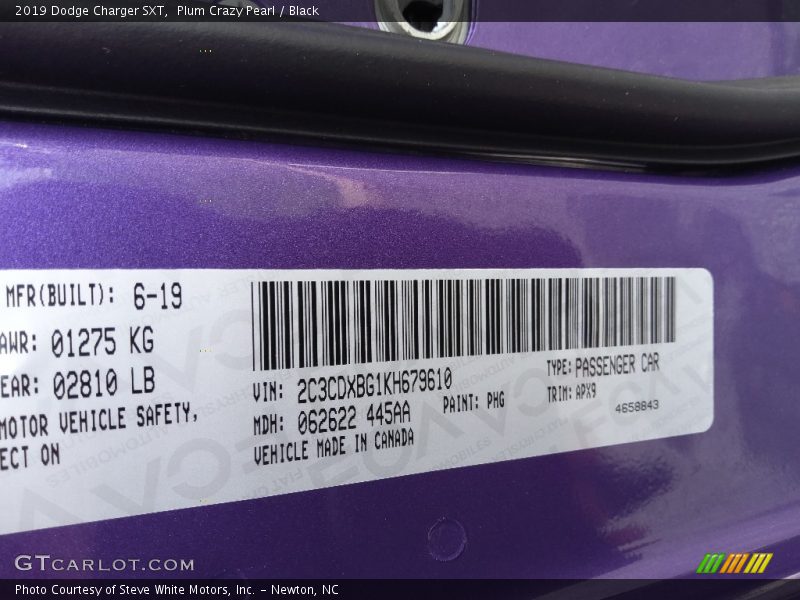 2019 Dodge Charger SXT,  Plum Crazy Pearl / Black
MFR(BUILT): 6-19
AWR: 01275 KG
EAR: 02810 LB
MOTOR VEHICLE SAFETY,
ECT ON
VIN: 2C3CDXBG1KH679610
MDH: 062622 445AA
PAINT: PHG
VEHICLE MADE IN CANADA
TYPE: PASSENGER CAR
TRIM: APX9
4658843
GTCARLOT.COM
Photo Courtesy of Steve White Motors, Inc. – Newton, NC